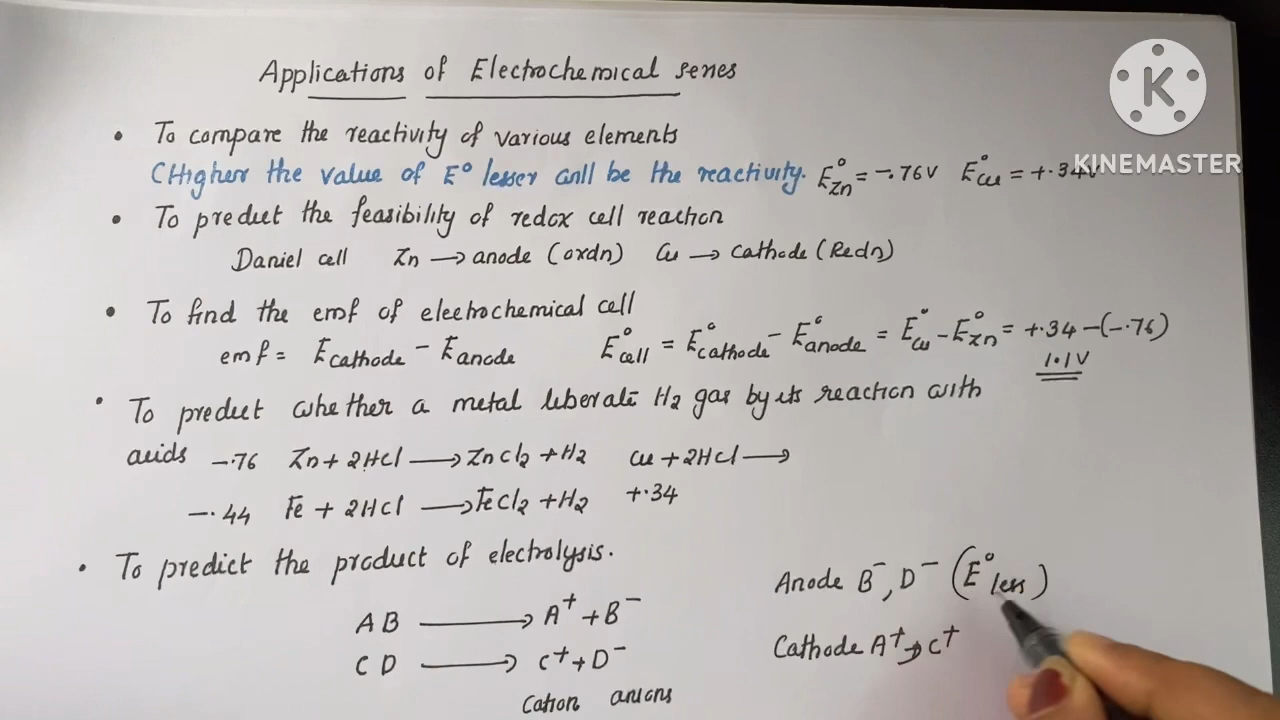 Applications of Electrochemical series
K
KINEMASTER
• To compare the reactivity of various elements
(Higher the value of E° lesser will be the reactivity. E°Zn = -.76V E°Cu = +.34V
• To predict the feasibility of redox cell reaction
Daniel cell Zn → anode (oxdn) Cu → cathode (Redn)
• To find the emf of electrochemical cell
emf = Ecathode - Eanode E°cell = E°cathode - E°anode = E°Cu - E°Zn = +.34 -(-.76)
1.1V
• To predict whether a metal liberate H2 gas by its reaction with
acids -.76 Zn + 2HCl → ZnCl2 + H2 Cu + 2HCl →
-.44 Fe + 2HCl → FeCl2 + H2 +.34
• To predict the product of electrolysis.
AB → A+ + B- Anode B-, D- (E° less)
CD → C+ + D- Cathode A+, C+
Cation anions